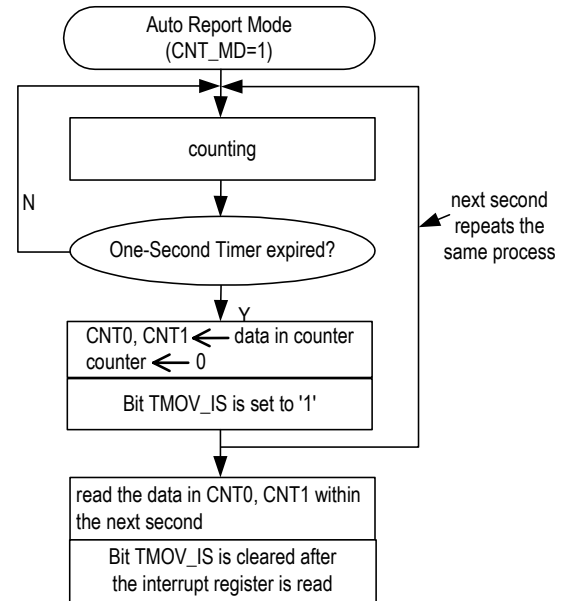 Auto Report Mode
(CNT_MD=1)
counting
N
next second
repeats the
same process
One-Second Timer expired?
Y
CNT0, CNT1 ← data in counter
counter ← 0
Bit TMOV_IS is set to '1'
read the data in CNT0, CNT1 within
the next second
Bit TMOV_IS is cleared after
the interrupt register is read